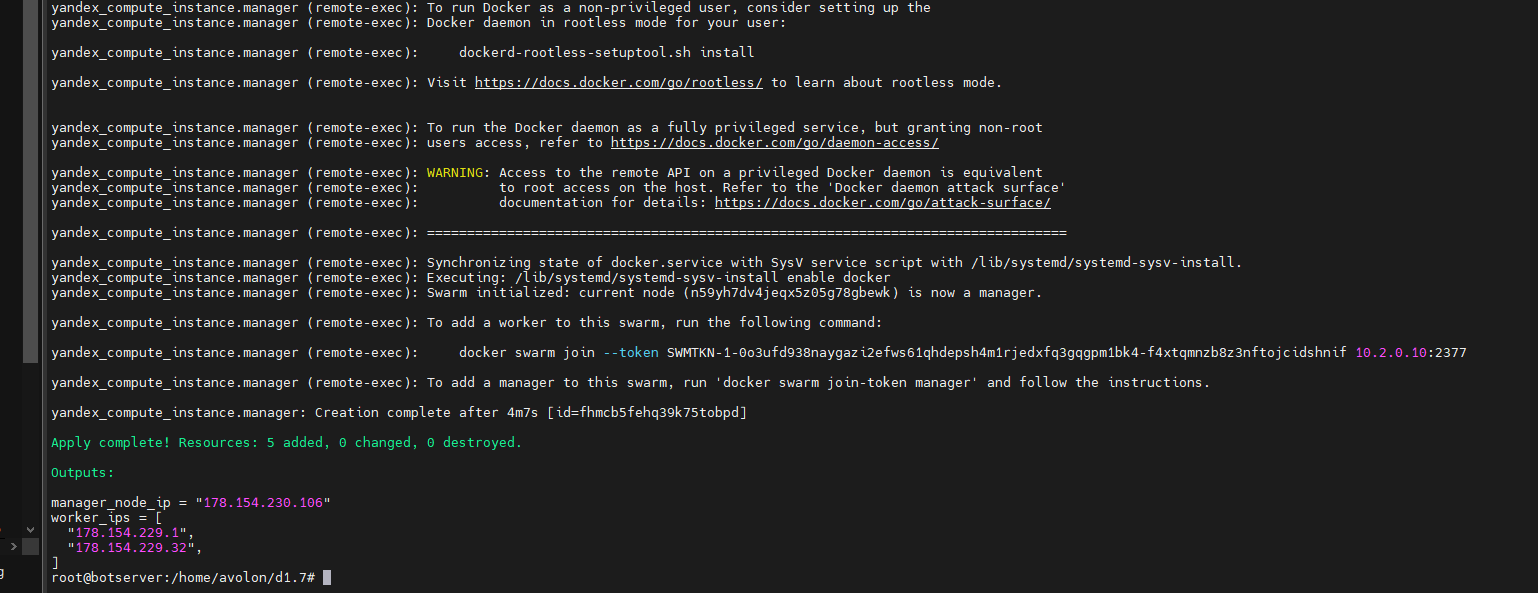 yandex_compute_instance.manager (remote-exec): To run Docker as a non-privileged user, consider setting up the
yandex_compute_instance.manager (remote-exec): Docker daemon in rootless mode for your user:
yandex_compute_instance.manager (remote-exec):     dockerd-rootless-setuptool.sh install
yandex_compute_instance.manager (remote-exec): Visit https://docs.docker.com/go/rootless/ to learn about rootless mode.
yandex_compute_instance.manager (remote-exec): To run the Docker daemon as a fully privileged service, but granting non-root
yandex_compute_instance.manager (remote-exec): users access, refer to https://docs.docker.com/go/daemon-access/
yandex_compute_instance.manager (remote-exec): WARNING: Access to the remote API on a privileged Docker daemon is equivalent
yandex_compute_instance.manager (remote-exec):          to root access on the host. Refer to the 'Docker daemon attack surface'
yandex_compute_instance.manager (remote-exec):          documentation for details: https://docs.docker.com/go/attack-surface/
yandex_compute_instance.manager (remote-exec): ================================================================================
yandex_compute_instance.manager (remote-exec): Synchronizing state of docker.service with SysV service script with /lib/systemd/systemd-sysv-install.
yandex_compute_instance.manager (remote-exec): Executing: /lib/systemd/systemd-sysv-install enable docker
yandex_compute_instance.manager (remote-exec): Swarm initialized: current node (n59yh7dv4jeqx5z05g78gbewk) is now a manager.
yandex_compute_instance.manager (remote-exec): To add a worker to this swarm, run the following command:
yandex_compute_instance.manager (remote-exec):     docker swarm join --token SWMTKN-1-0o3ufd938naygazi2efws61qhdepsh4m1rjedxfq3gqgpm1bk4-f4xtqmnzb8z3nftojcidshnif 10.2.0.10:2377
yandex_compute_instance.manager (remote-exec): To add a manager to this swarm, run 'docker swarm join-token manager' and follow the instructions.
yandex_compute_instance.manager: Creation complete after 4m7s [id=fhmcb5fehq39k75tobpd]
Apply complete! Resources: 5 added, 0 changed, 0 destroyed.
Outputs:
manager_node_ip = "178.154.230.106"
worker_ips = [
  "178.154.229.1",
  "178.154.229.32",
]
root@botserver:/home/avolon/d1.7#